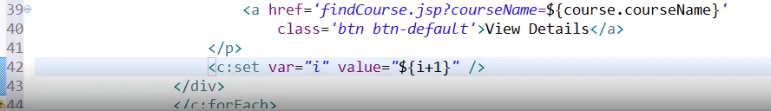 39 <a href='findCourse.jsp?courseName=${course.courseName}'
40 class='btn btn-default'>View Details</a>
41 </p>
42 <c:set var="i" value="${i+1}" />
43 </div>
44 </c:forEach>